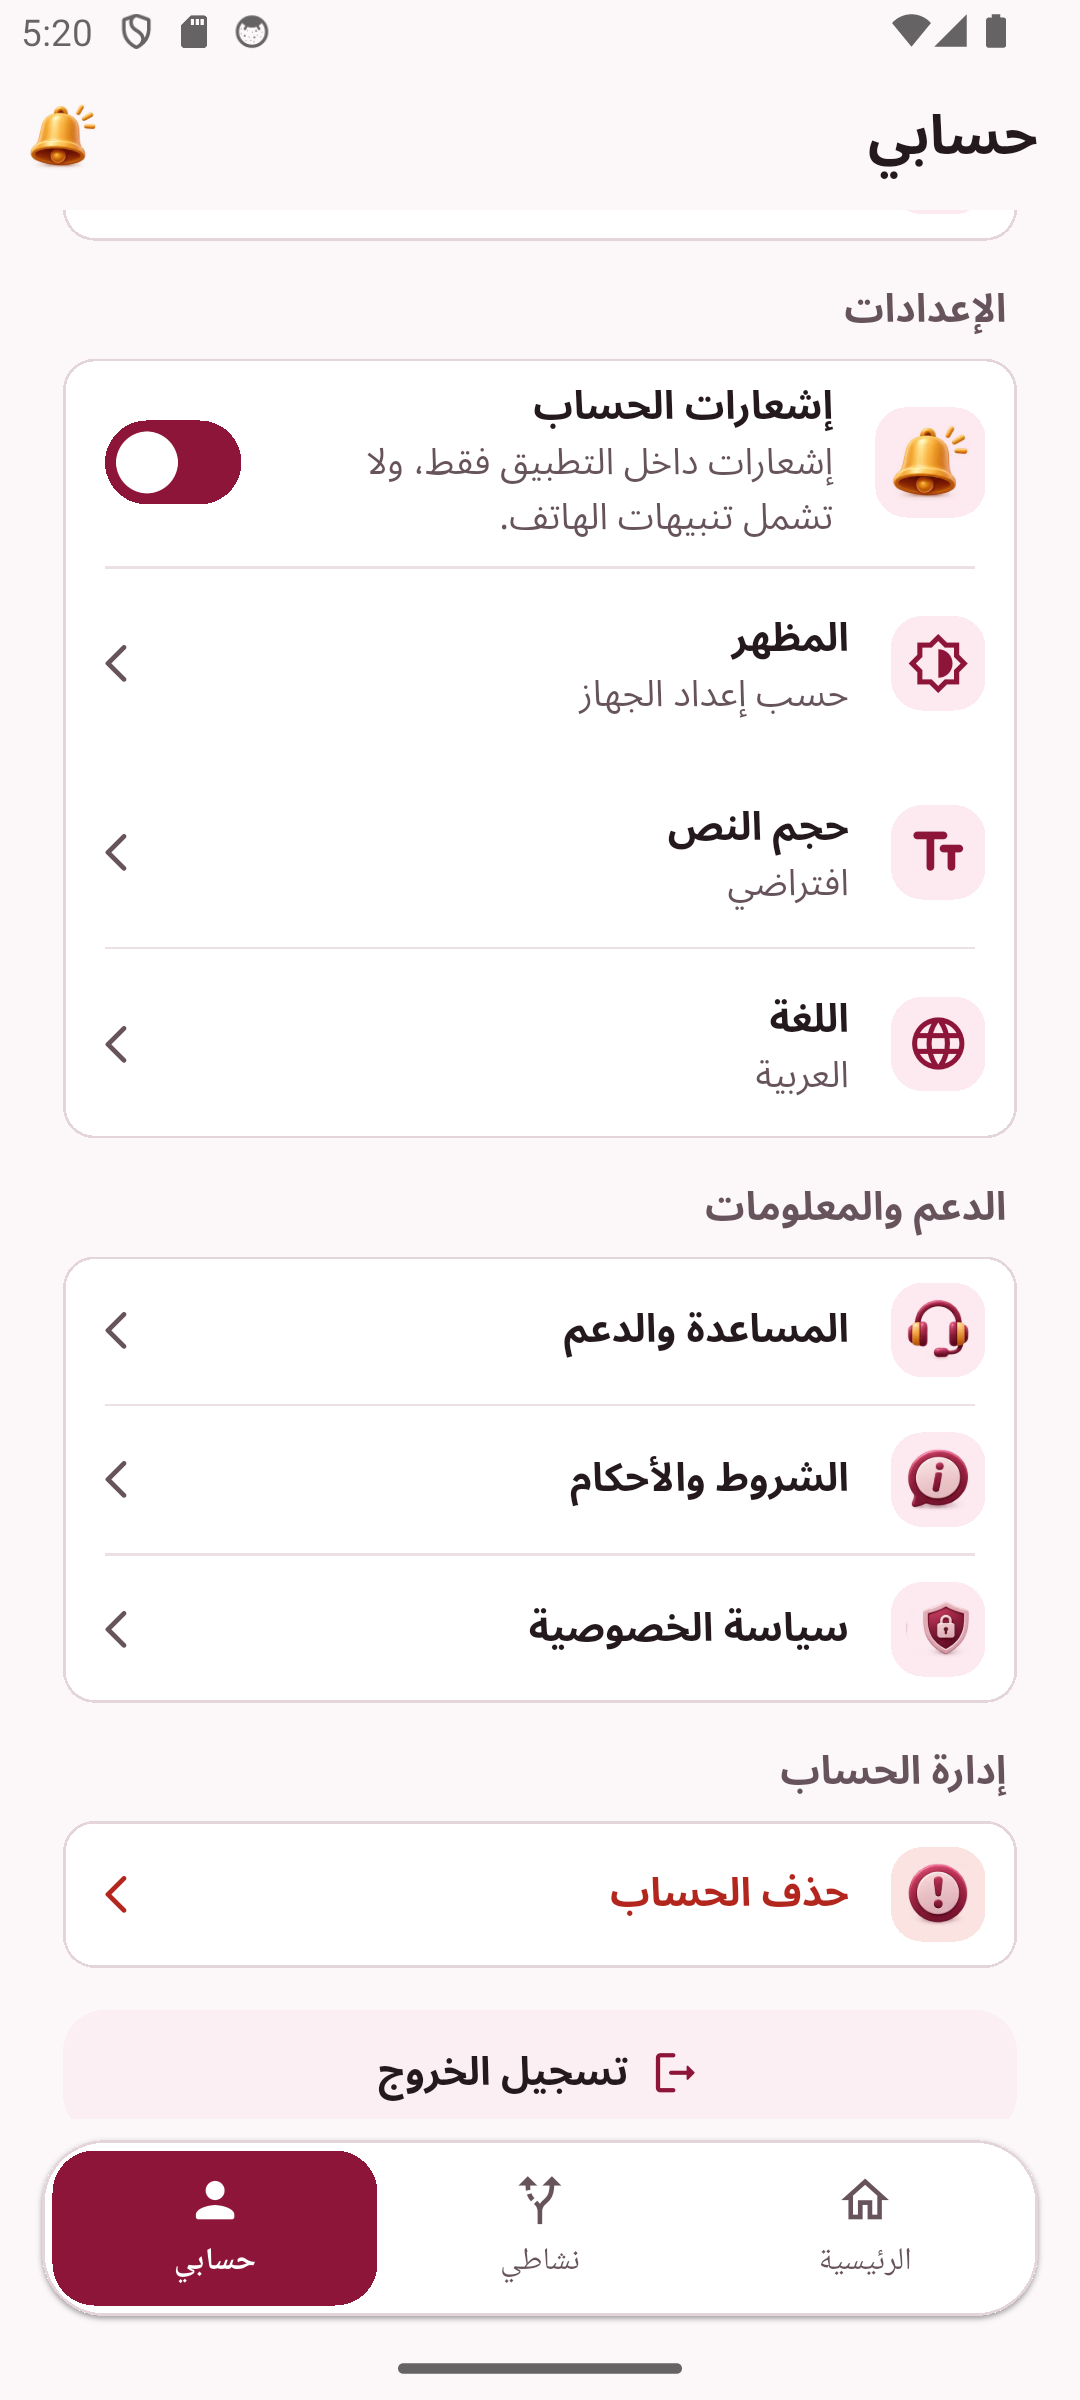 5:20
حسابي
الإعدادات
إشعارات الحساب
إشعارات داخل التطبيق فقط، ولا
تشمل تنبيهات الهاتف.
المظهر
حسب إعداد الجهاز
حجم النص
افتراضي
اللغة
العربية
الدعم والمعلومات
المساعدة والدعم
الشروط والأحكام
سياسة الخصوصية
إدارة الحساب
حذف الحساب
تسجيل الخروج
الرئيسية
نشاطي
حسابي